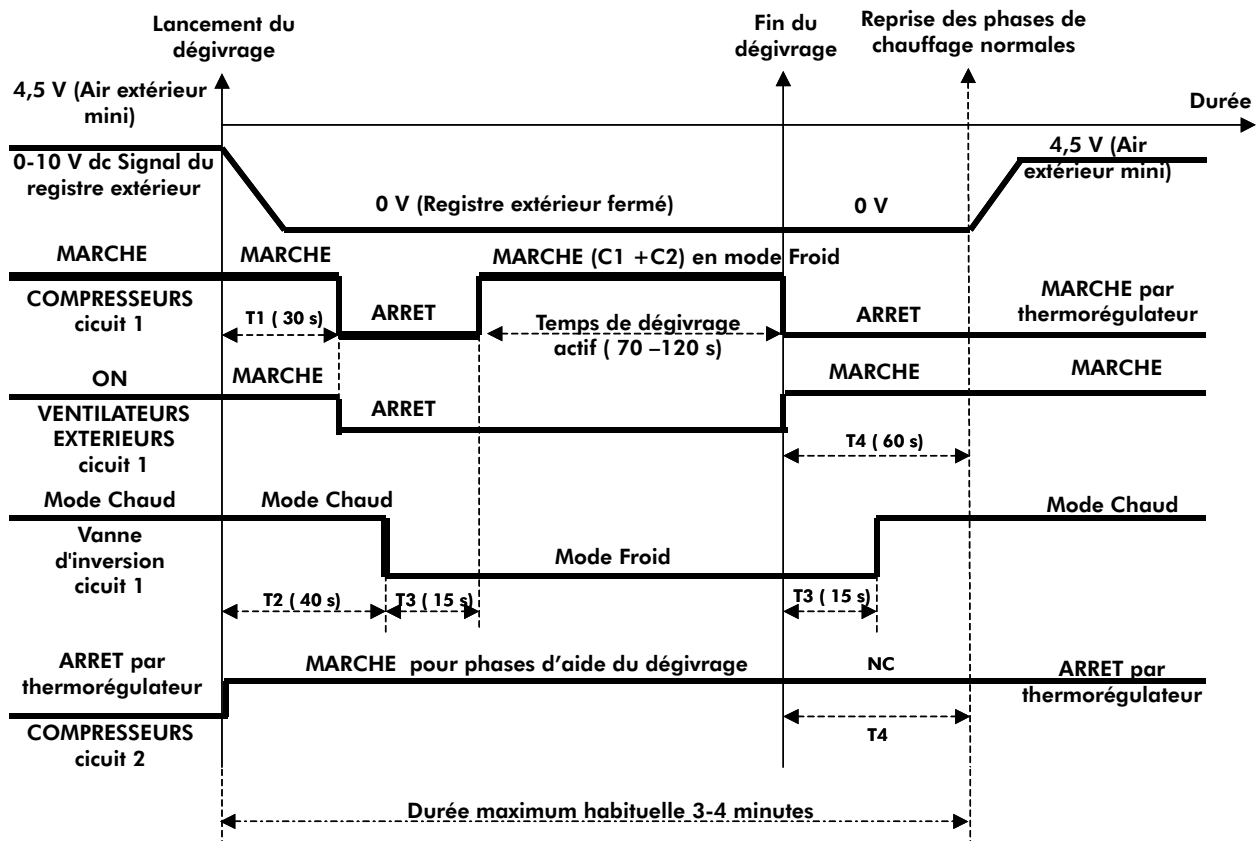 Lancement du
dégivrage
Fin du
dégivrage
Reprise des phases de
chauffage normales
4,5 V (Air extérieur
mini)
Durée
0-10 V dc Signal du
registre extérieur
4,5 V (Air
extérieur mini)
0 V (Registre extérieur fermé)
0 V
MARCHE
MARCHE
MARCHE (C1 +C2) en mode Froid
COMPRESSEURS
cicuit 1
T1 ( 30 s)
ARRET
Temps de dégivrage
actif ( 70 –120 s)
ARRET
MARCHE par
thermorégulateur
ON
MARCHE
MARCHE
MARCHE
VENTILATEURS
EXTERIEURS
cicuit 1
ARRET
T4 ( 60 s)
Mode Chaud
Mode Chaud
Mode Chaud
Vanne
d'inversion
cicuit 1
Mode Froid
T2 ( 40 s)
T3 ( 15 s)
T3 ( 15 s)
ARRET par
thermorégulateur
MARCHE pour phases d’aide du dégivrage
NC
ARRET par
thermorégulateur
COMPRESSEURS
cicuit 2
T4
Durée maximum habituelle 3-4 minutes